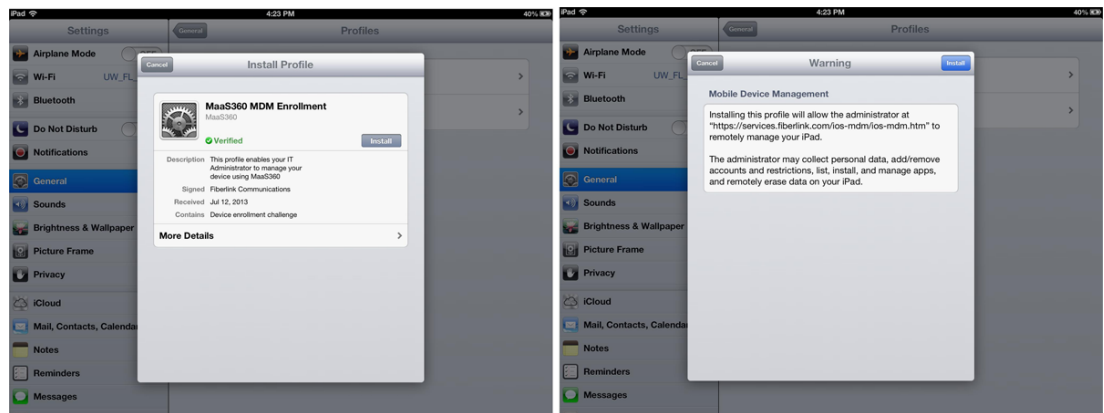 iPad
4:23 PM
40%
Settings
General
Profiles
Airplane Mode
Wi-Fi UW_FL_
Bluetooth
Do Not Disturb
Notifications
General
Sounds
Brightness & Wallpaper
Picture Frame
Privacy
iCloud
Mail, Contacts, Calendar
Notes
Reminders
Messages
Cancel
Install Profile
MaaS360 MDM Enrollment
MaaS360
Verified
Install
Description This profile enables your IT
Administrator to manage your
device using MaaS360
Signed Fiberlink Communications
Received Jul 12, 2013
Contains Device enrollment challenge
More Details
iPad
4:23 PM
40%
Settings
General
Profiles
Airplane Mode
Wi-Fi UW_FL_
Bluetooth
Do Not Disturb
Notifications
General
Sounds
Brightness & Wallpaper
Picture Frame
Privacy
iCloud
Mail, Contacts, Calendar
Notes
Reminders
Messages
Cancel
Warning
Install
Mobile Device Management
Installing this profile will allow the administrator at
"https://services.fiberlink.com/ios-mdm/ios-mdm.htm" to
remotely manage your iPad.
The administrator may collect personal data, add/remove
accounts and restrictions, list, install, and manage apps,
and remotely erase data on your iPad.